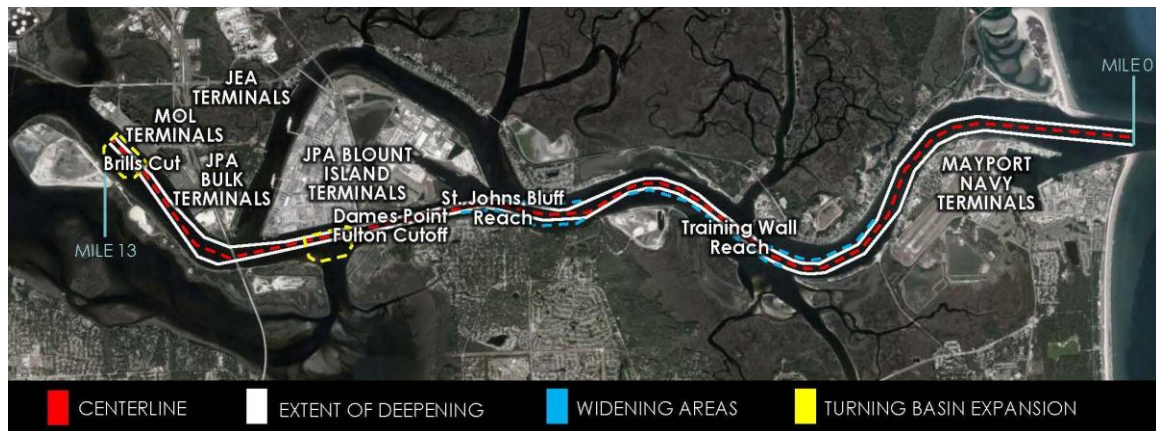 MILE 0
JEA
TERMINALS
MOL
TERMINALS
Brills Cut
JPA
BULK
TERMINALS
JPA BLOUNT
ISLAND
TERMINALS
Dames Point
Fulton Cutoff
St. Johns Bluff
Reach
Training Wall
Reach
MAYPORT
NAVY
TERMINALS
MILE 13
CENTERLINE
EXTENT OF DEEPENING
WIDENING AREAS
TURNING BASIN EXPANSION